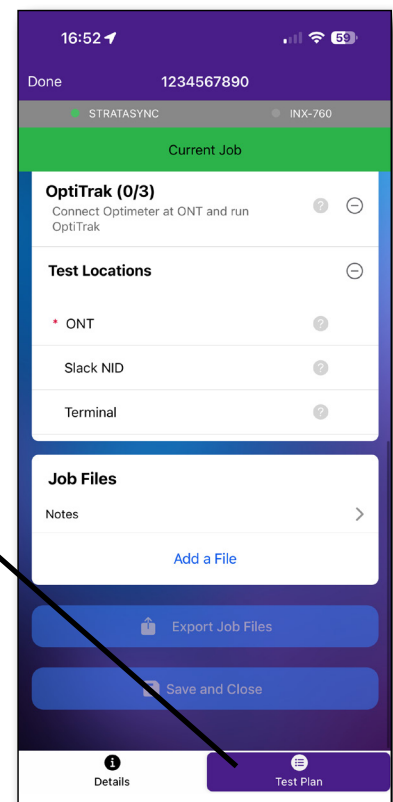 16:52
59
Done 1234567890
STRATASYNC INX-760
Current Job
OptiTrak (0/3)
Connect Optimeter at ONT and run
OptiTrak
?
Test Locations
* ONT ?
Slack NID ?
Terminal ?
Job Files
Notes
Add a File
Export Job Files
Save and Close
Details Test Plan